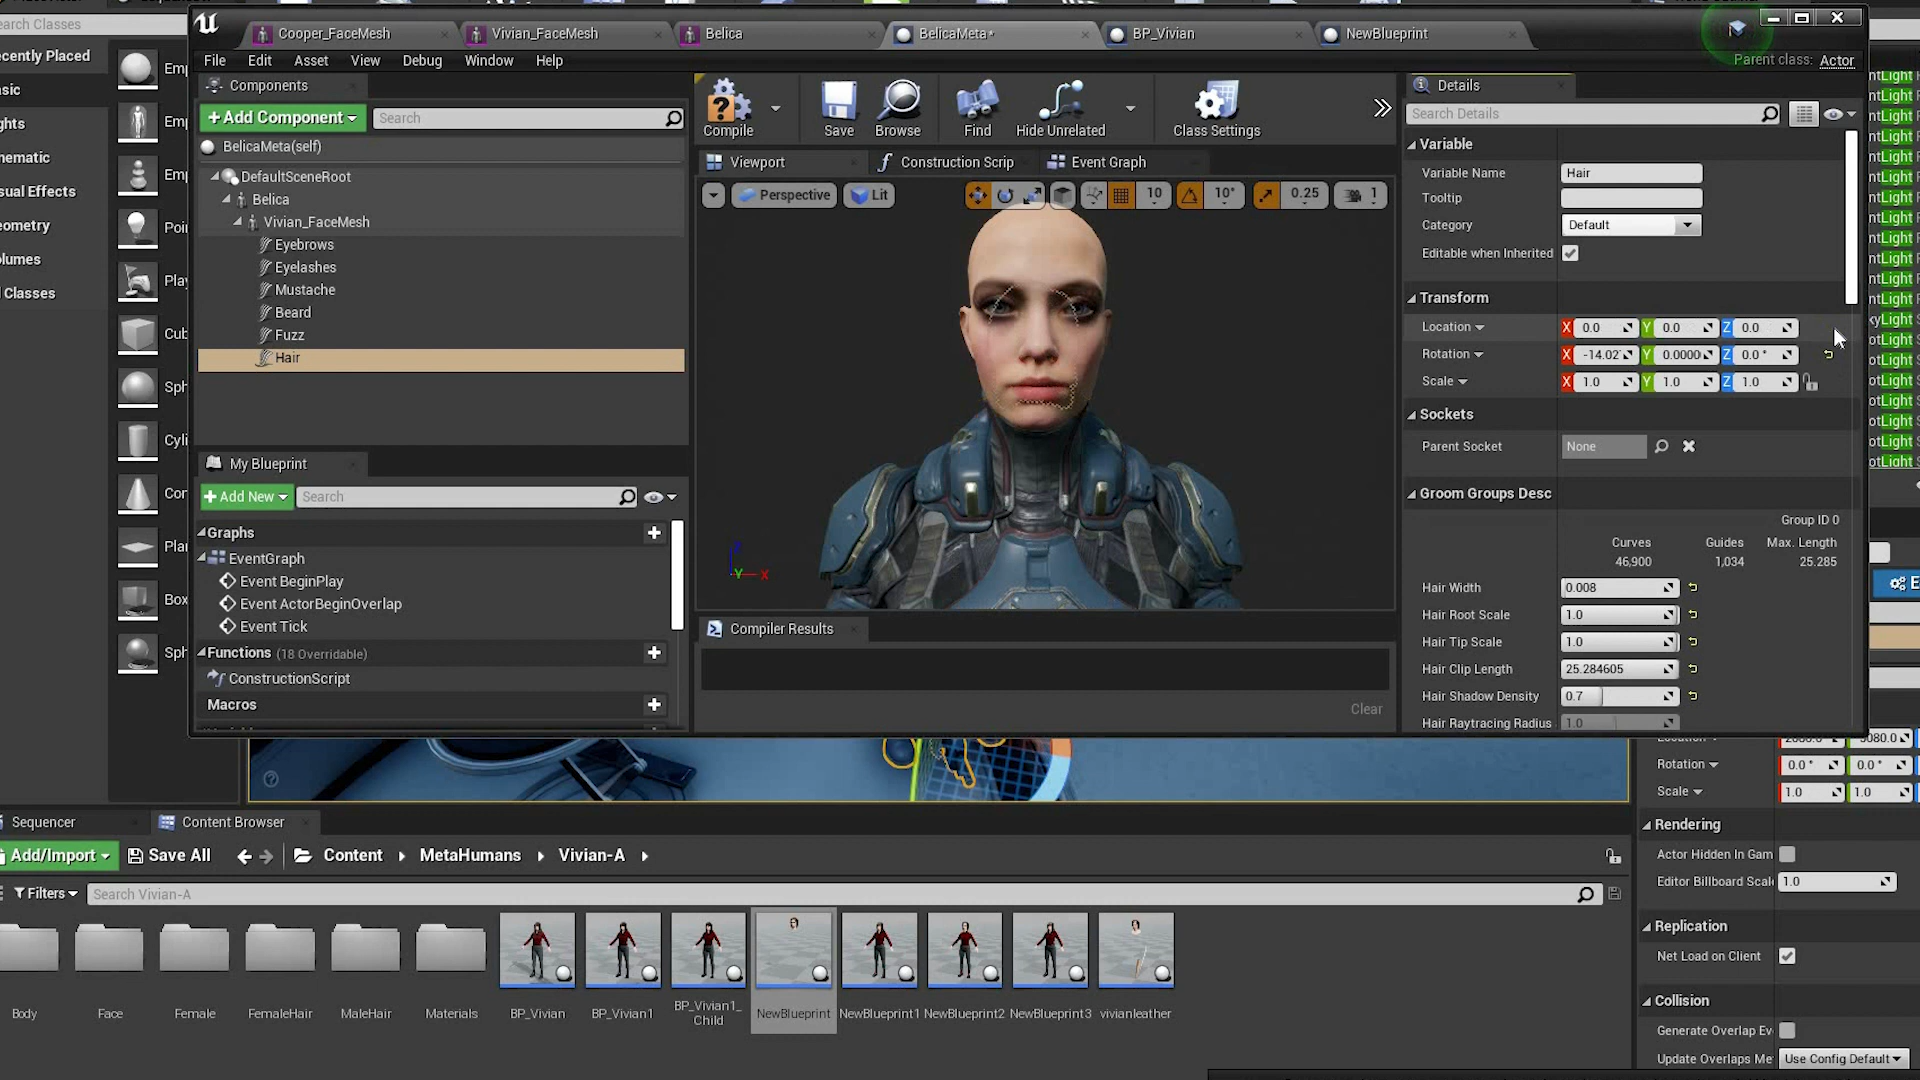 Search Classes
Recently Placed
Basic
Lights
Cinematic
Visual Effects
Geometry
Volumes
All Classes
Cooper_FaceMesh
Vivian_FaceMesh
Belica
BelicaMeta*
BP_Vivian
NewBlueprint
File
Edit
Asset
View
Debug
Window
Help
Parent class: Actor
Components
+Add Component
Search
BelicaMeta(self)
DefaultSceneRoot
Belica
Vivian_FaceMesh
Eyebrows
Eyelashes
Mustache
Beard
Fuzz
Hair
My Blueprint
+Add New
Search
Graphs
EventGraph
Event BeginPlay
Event ActorBeginOverlap
Event Tick
Functions (18 Overridable)
ConstructionScript
Macros
Compile
Save
Browse
Find
Hide Unrelated
Class Settings
Viewport
Construction Scrip
Event Graph
Perspective
Lit
10
10°
0.25
1
Z
Y
X
Compiler Results
Clear
Details
Search Details
Variable
Variable Name
Hair
Tooltip
Category
Default
Editable when Inherited
Transform
Location
X 0.0 Y 0.0 Z 0.0
Rotation
X -14.02 Y 0.0000 Z 0.0 °
Scale
X 1.0 Y 1.0 Z 1.0
Sockets
Parent Socket
None
Groom Groups Desc
Group ID 0
Curves Guides Max. Length
46,900 1,034 25.285
Hair Width
0.008
Hair Root Scale
1.0
Hair Tip Scale
1.0
Hair Clip Length
25.284605
Hair Shadow Density
0.7
Hair Raytracing Radius
1.0
Rotation
0.0 ° 0.0 °
Scale
1.0 1.0
Rendering
Actor Hidden In Gam
Editor Billboard Scal
1.0
Replication
Net Load on Client
Collision
Generate Overlap Ev
Update Overlaps Me
Use Config Default
Sequencer
Content Browser
Add/Import
Save All
Content
MetaHumans
Vivian-A
Filters
Search Vivian-A
Body
Face
Female
FemaleHair
MaleHair
Materials
BP_Vivian
BP_Vivian1
BP_Vivian1_
Child
NewBlueprint
NewBlueprint1
NewBlueprint2
NewBlueprint3
vivianleather